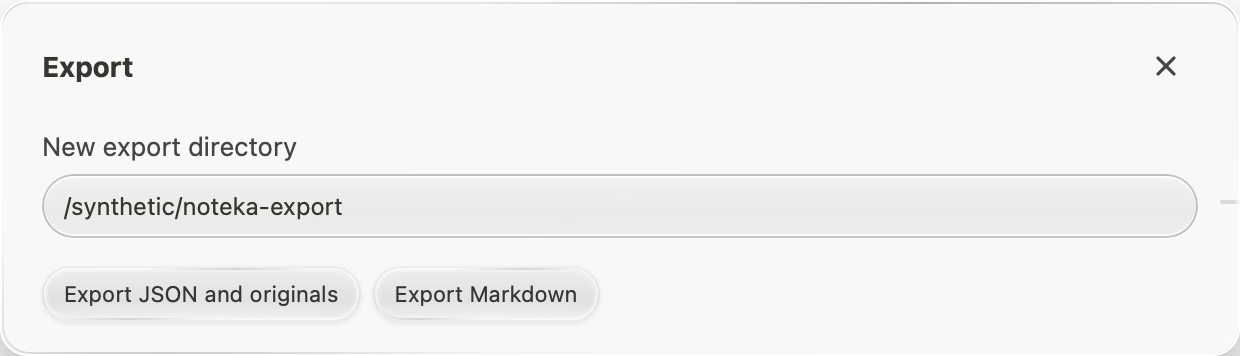 Export
New export directory
/synthetic/noteka-export
Export JSON and originals
Export Markdown